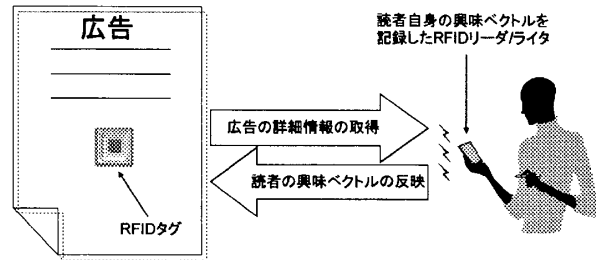 広告
読者自身の興味ベクトルを
記録したRFIDリーダ/ライタ
広告の詳細情報の取得
読者の興味ベクトルの反映
RFIDタグ